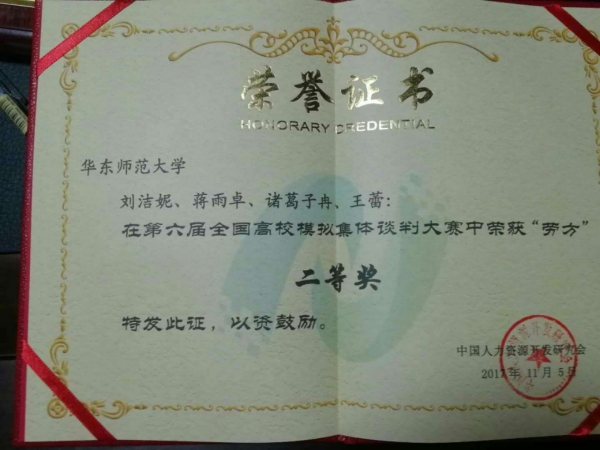 荣誉证书
HONORARY CREDENTIAL
华东师范大学
刘洁妮、蒋雨卓、诸葛子冉、王蕾：
在第六届全国高校模拟集体谈判大赛中荣获“劳方”
二等奖
特发此证，以资鼓励。
中国人力资源开发研究会
2017年11月5日